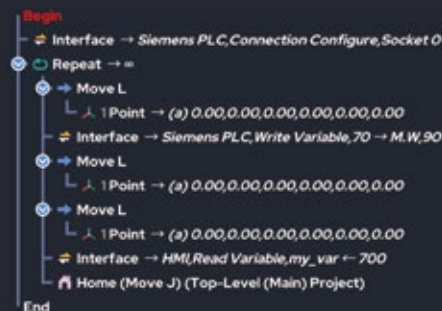 Begin
Interface → Siemens PLC,Connection Configure,Socket 0
Repeat → ∞
Move L
1 Point → (a) 0.00,0.00,0.00,0.00,0.00,0.00
Interface → Siemens PLC,Write Variable,70 → M.W,90
Move L
1 Point → (a) 0.00,0.00,0.00,0.00,0.00,0.00
Move L
1 Point → (a) 0.00,0.00,0.00,0.00,0.00,0.00
Interface → HMI,Read Variable,my_var ← 700
Home (Move J) (Top-Level (Main) Project)
End